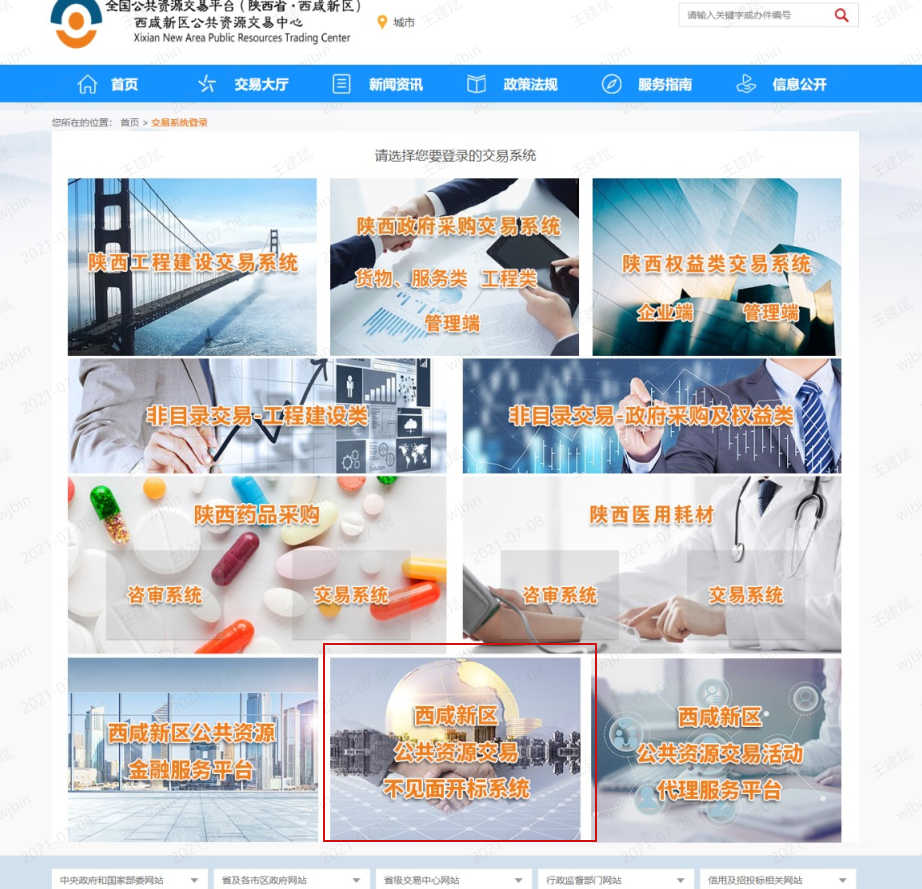 全国公共资源交易平台（陕西省·西咸新区）
西咸新区公共资源交易中心
Xixian New Area Public Resources Trading Center
城市
请输入关键字或办件编号
首页 交易大厅 新闻资讯 政策法规 服务指南 信息公开
您所在的位置： 首页 > 交易系统登录
请选择您要登录的交易系统
陕西工程建设交易系统
陕西政府采购交易系统
货物、服务类 工程类
管理端
陕西权益类交易系统
企业端 管理端
非目录交易-工程建设类
非目录交易-政府采购及权益类
陕西药品采购
咨审系统 交易系统
陕西医用耗材
咨审系统 交易系统
西咸新区公共资源
金融服务平台
西咸新区
公共资源交易
不见面开标系统
西咸新区
公共资源交易活动
代理服务平台
中央政府和国家部委网站 省及各市区政府网站 省级交易中心网站 行政监督部门网站 信用及招投标相关网站
王建斌
wjbin
2021-07-08